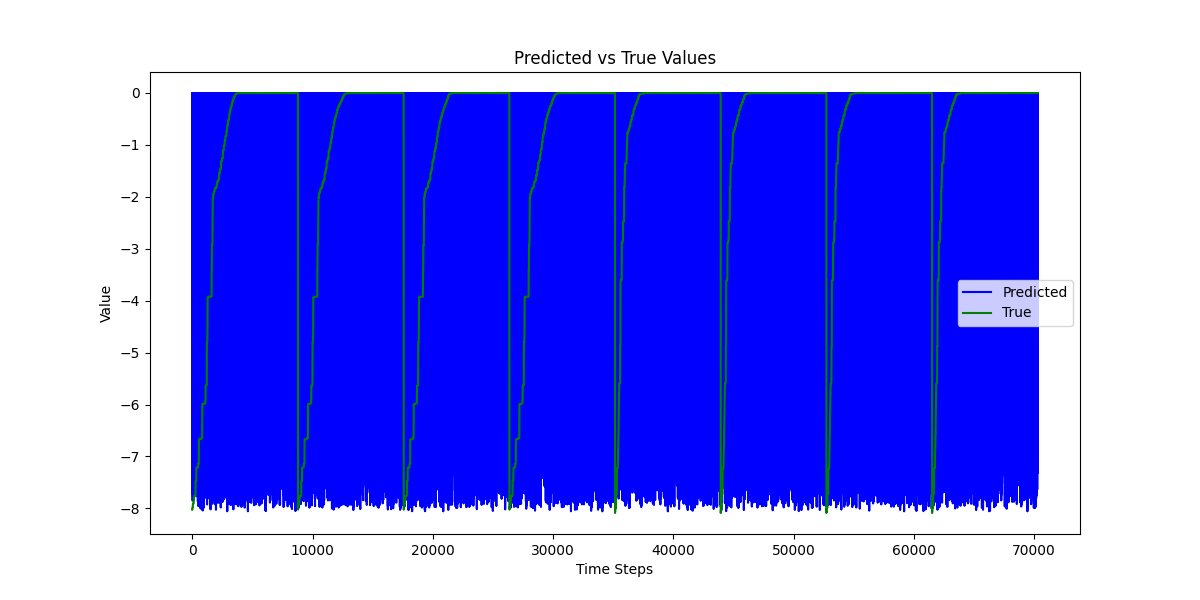 Predicted vs True Values
Value
0
−1
−2
−3
−4
−5
−6
−7
−8
Predicted
True
0 10000 20000 30000 40000 50000 60000 70000
Time Steps